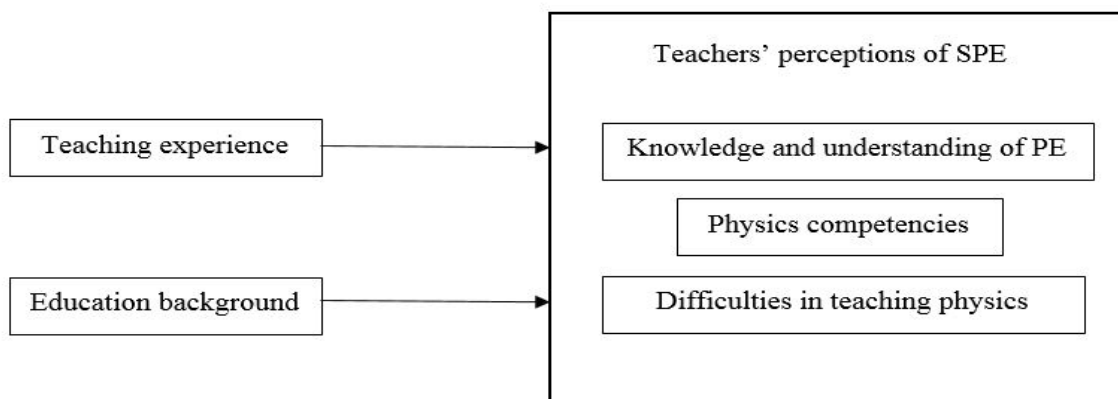 Teachers’ perceptions of SPE
Teaching experience
Knowledge and understanding of PE
Physics competencies
Education background
Difficulties in teaching physics